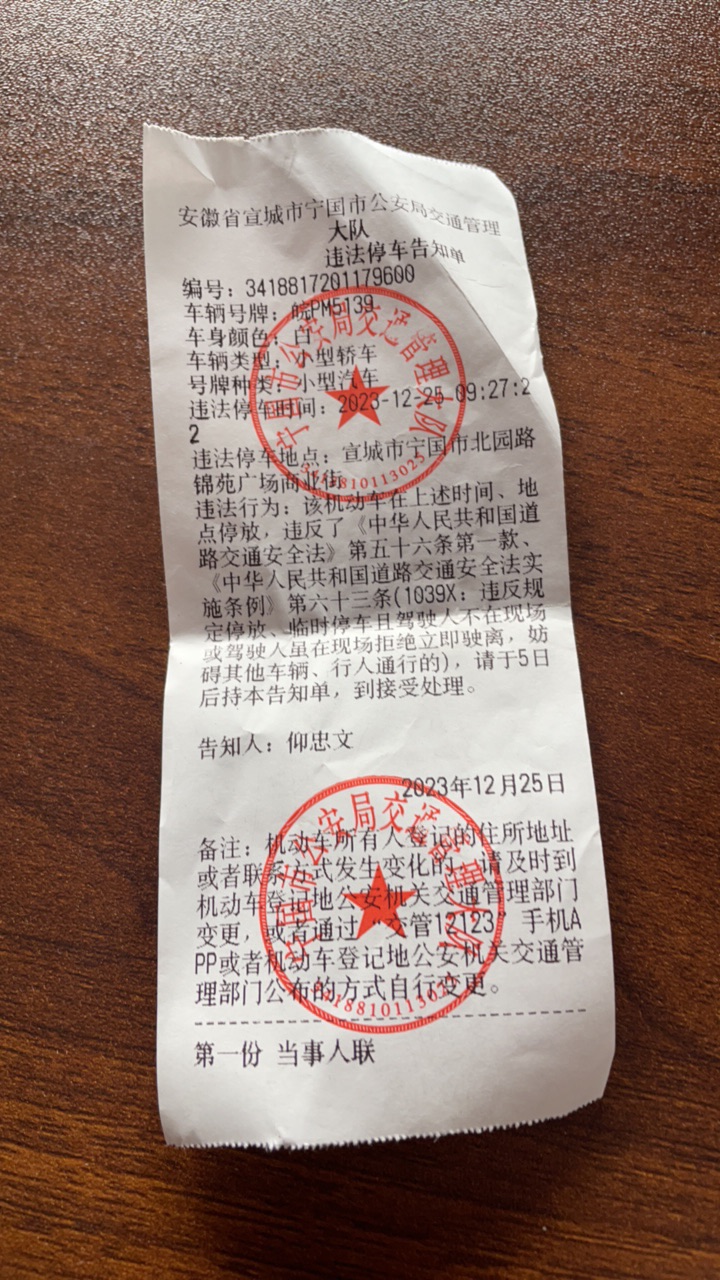 安徽省宣城市宁国市公安局交通管理
大队
违法停车告知单
编号：3418817201179600
车辆号牌：皖PM5139
车身颜色：白
车辆类型：小型轿车
号牌种类：小型汽车
违法停车时间：2023-12-25 09:27:2
2
违法停车地点：宣城市宁国市北园路
锦苑广场商业街
违法行为：该机动车在上述时间、地
点停放，违反了《中华人民共和国道
路交通安全法》第五十六条第一款、
《中华人民共和国道路交通安全法实
施条例》第六十三条(1039X：违反规
定停放、临时停车且驾驶人不在现场
或驾驶人虽在现场拒绝立即驶离，妨
碍其他车辆、行人通行的)，请于5日
后持本告知单，到接受处理。
告知人：仰忠文
2023年12月25日
备注：机动车所有人登记的住所地址
或者联系方式发生变化的，请及时到
机动车登记地公安机关交通管理部门
变更，或者通过“交管12123”手机A
PP或者机动车登记地公安机关交通管
理部门公布的方式自行变更。
第一份 当事人联
宁国市公安局交通管理大队